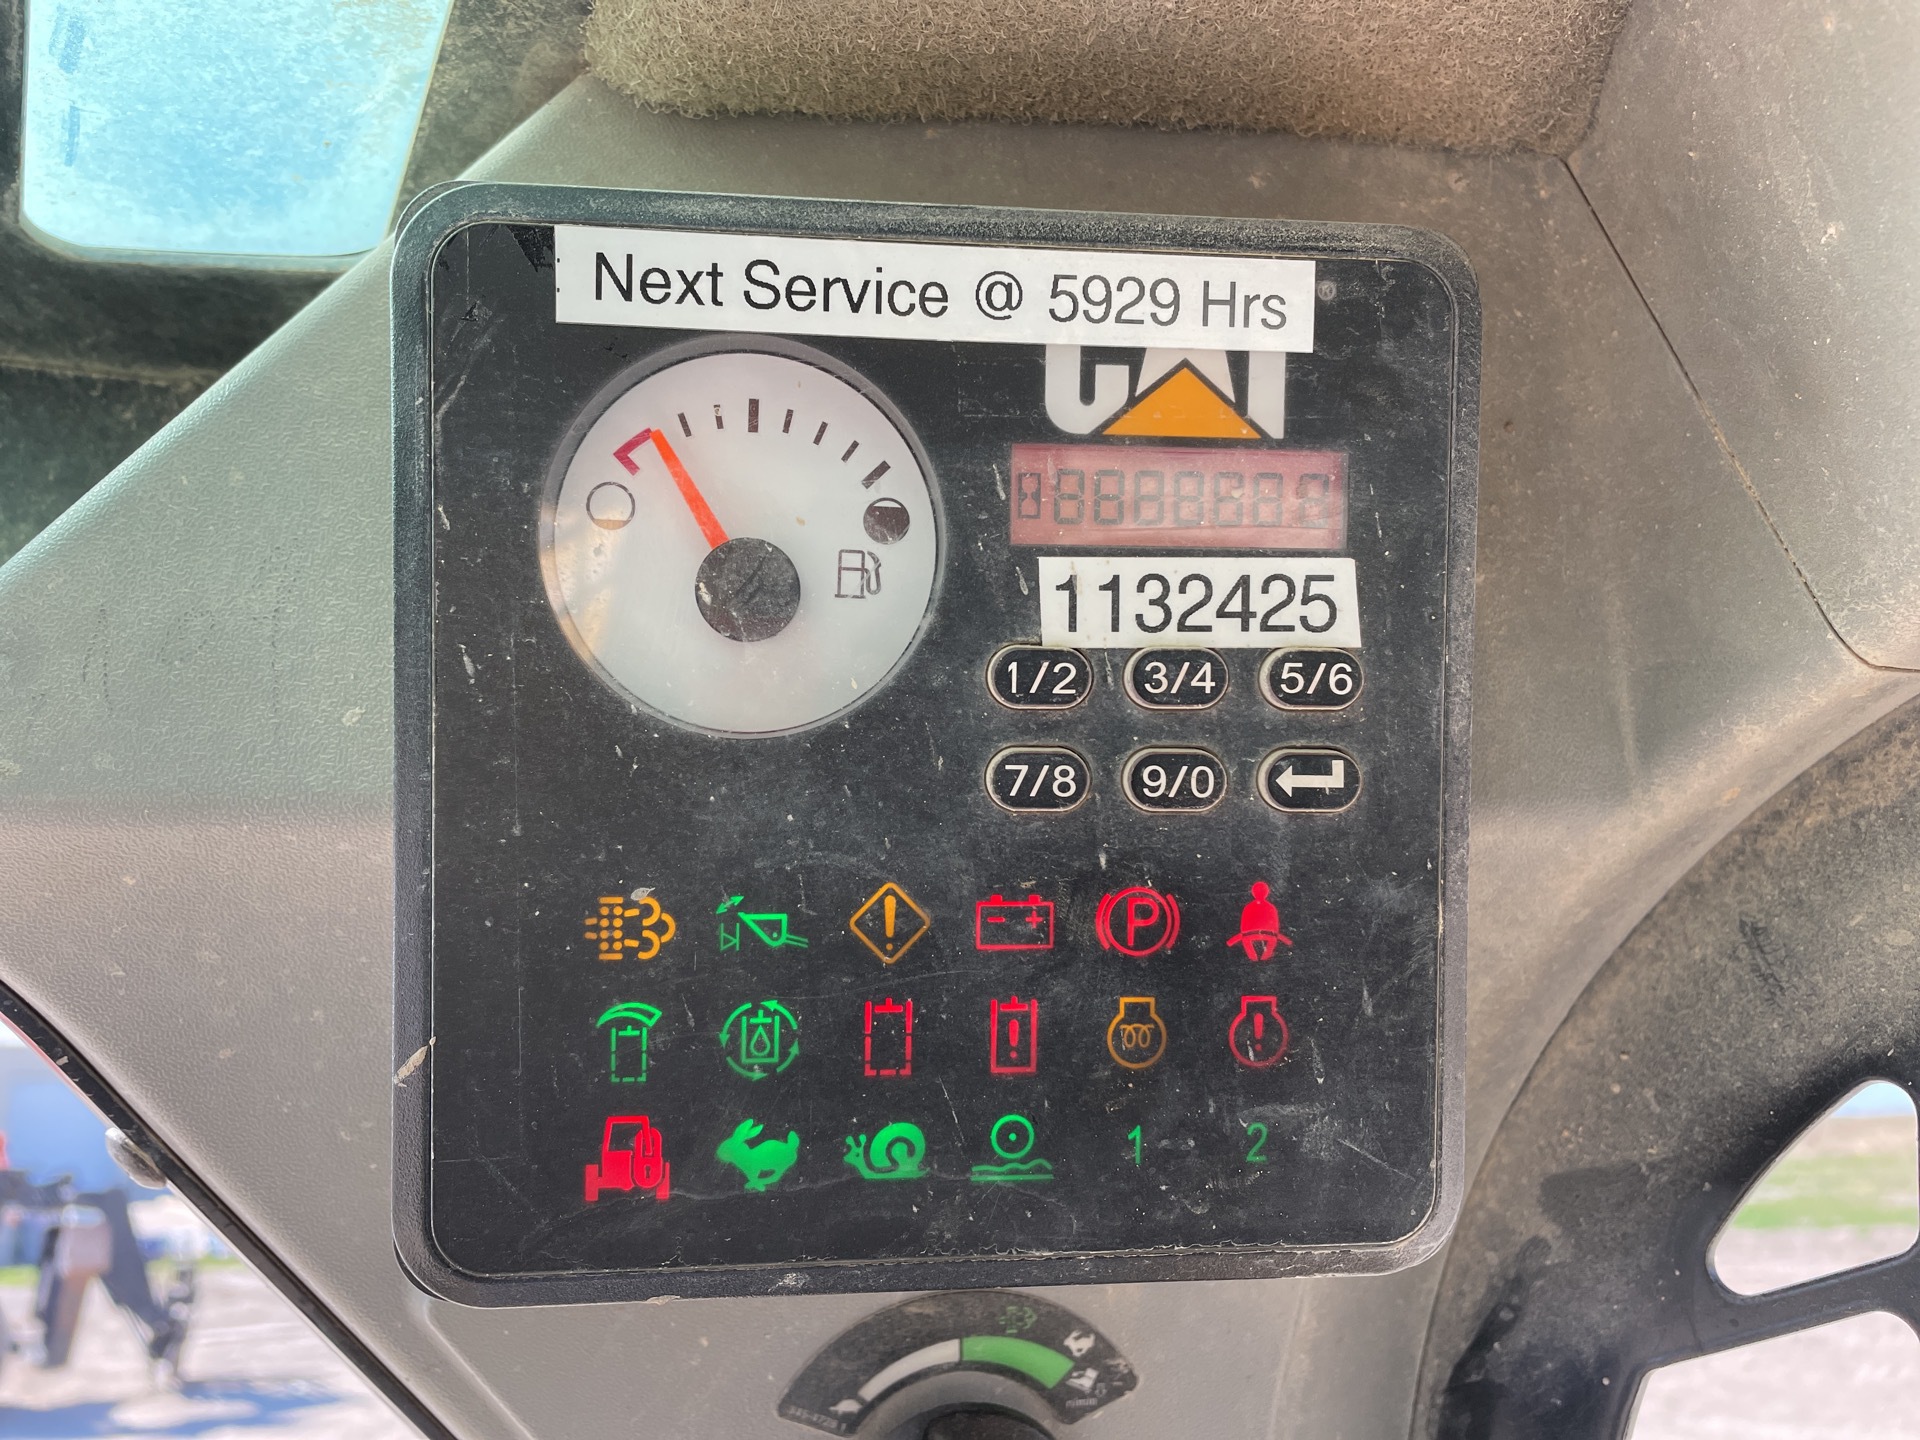 Next Service @ 5929 Hrs
®
CAT
1132425
1/2 3/4 5/6
7/8 9/0
P
1 2